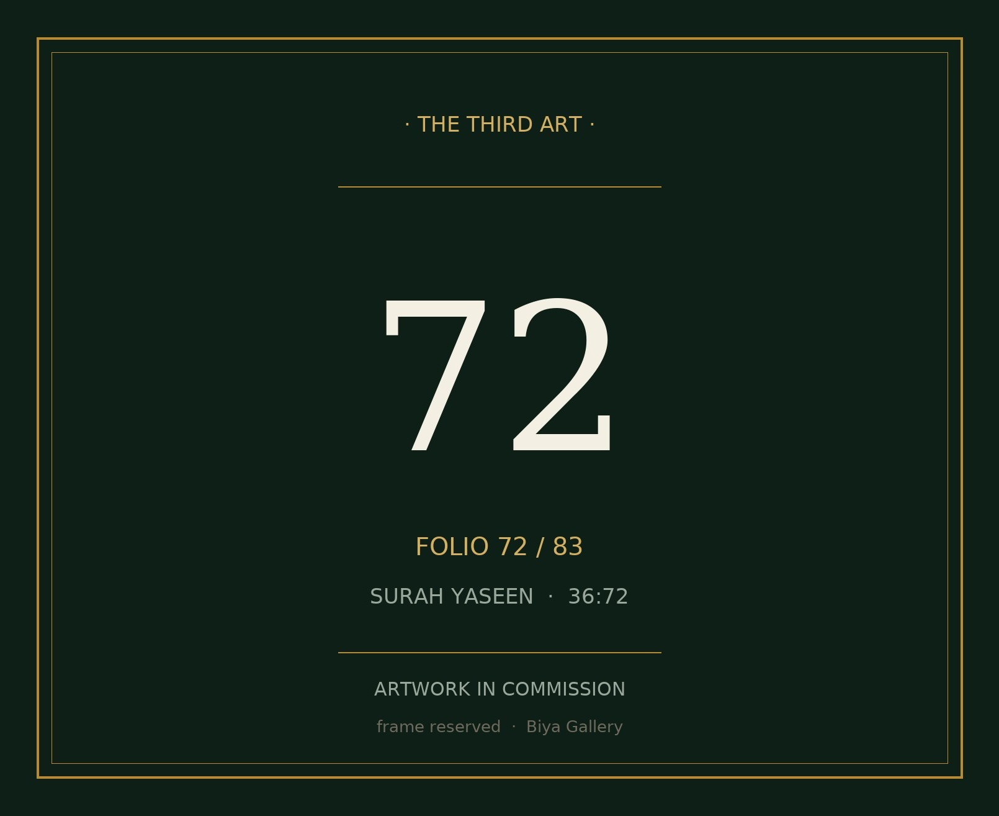 · THE THIRD ART ·
72
FOLIO 72 / 83
SURAH YASEEN · 36:72
ARTWORK IN COMMISSION
frame reserved · Biya Gallery